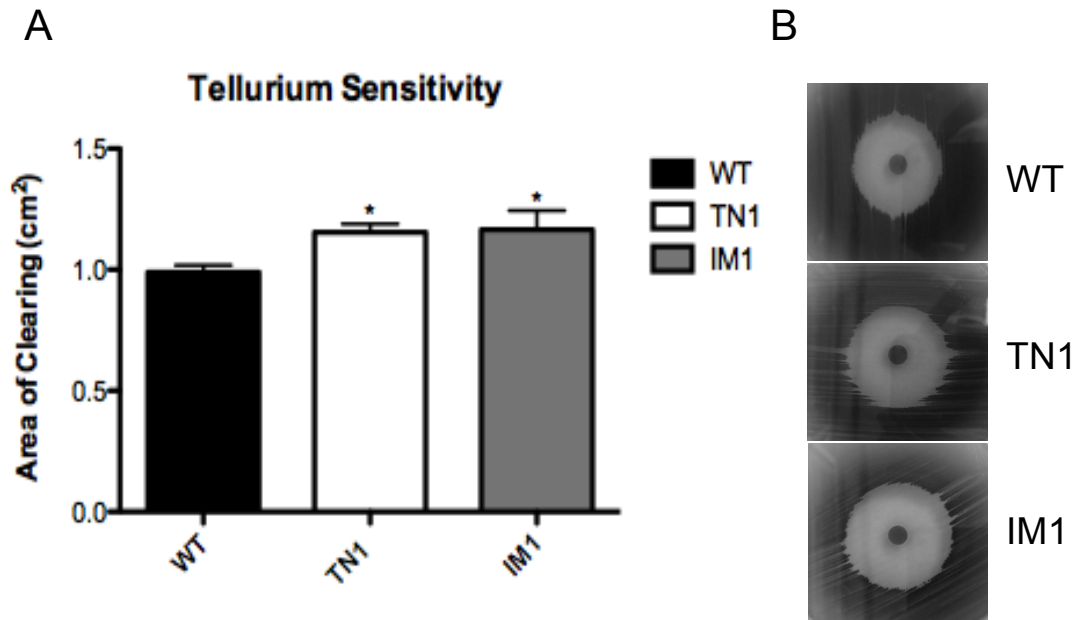 A
Tellurium Sensitivity
Area of Clearing (cm²)
1.5
1.0
0.5
0.0
* *
WT
TN1
IM1
WT
TN1
IM1
B
WT
TN1
IM1